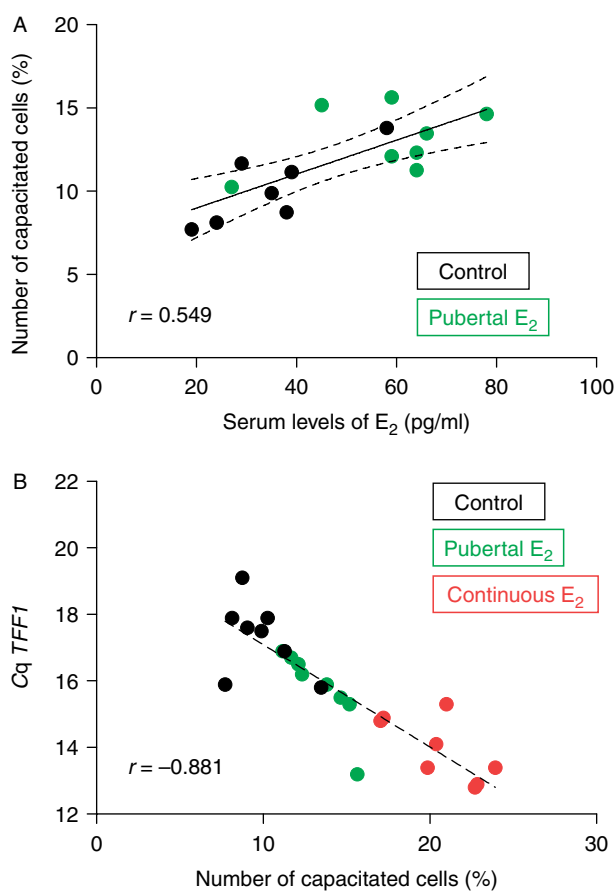 A
20
15
10
5
0
Number of capacitated cells (%)
Control
Pubertal E₂
r = 0.549
0 20 40 60 80 100
Serum levels of E₂ (pg/ml)
B
22
20
18
16
14
12
Cq TFF1
Control
Pubertal E₂
Continuous E₂
r = −0.881
0 10 20 30
Number of capacitated cells (%)